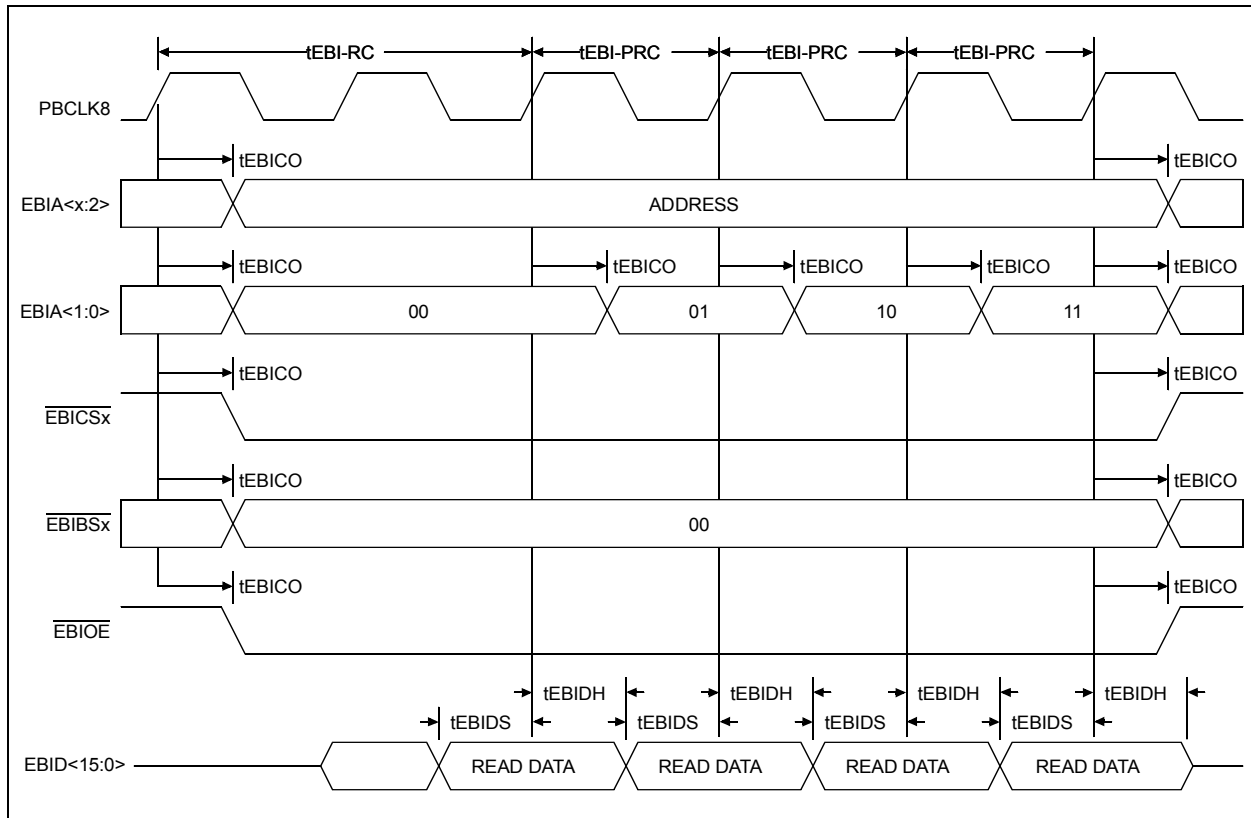 tEBI-RC tEBI-PRC tEBI-PRC tEBI-PRC
PBCLK8
tEBICO tEBICO
EBIA<x:2> ADDRESS
tEBICO tEBICO tEBICO tEBICO tEBICO
EBIA<1:0> 00 01 10 11
tEBICO tEBICO
EBICSx
tEBICO tEBICO
EBIBSx 00
tEBICO tEBICO
EBIOE
tEBIDH tEBIDH tEBIDH tEBIDH
tEBIDS tEBIDS tEBIDS tEBIDS
EBID<15:0> READ DATA READ DATA READ DATA READ DATA